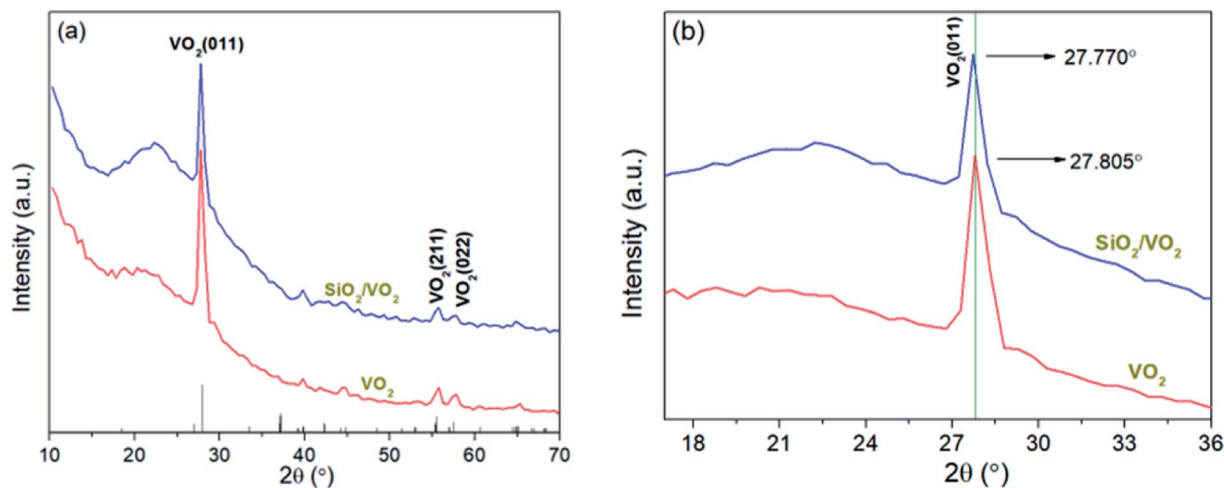 (a)
VO₂(011)
VO₂(211)
VO₂(022)
SiO₂/VO₂
VO₂
Intensity (a.u.)
10 20 30 40 50 60 70
2θ (°)
(b)
VO₂(011)
27.770°
27.805°
SiO₂/VO₂
VO₂
Intensity (a.u.)
18 21 24 27 30 33 36
2θ (°)